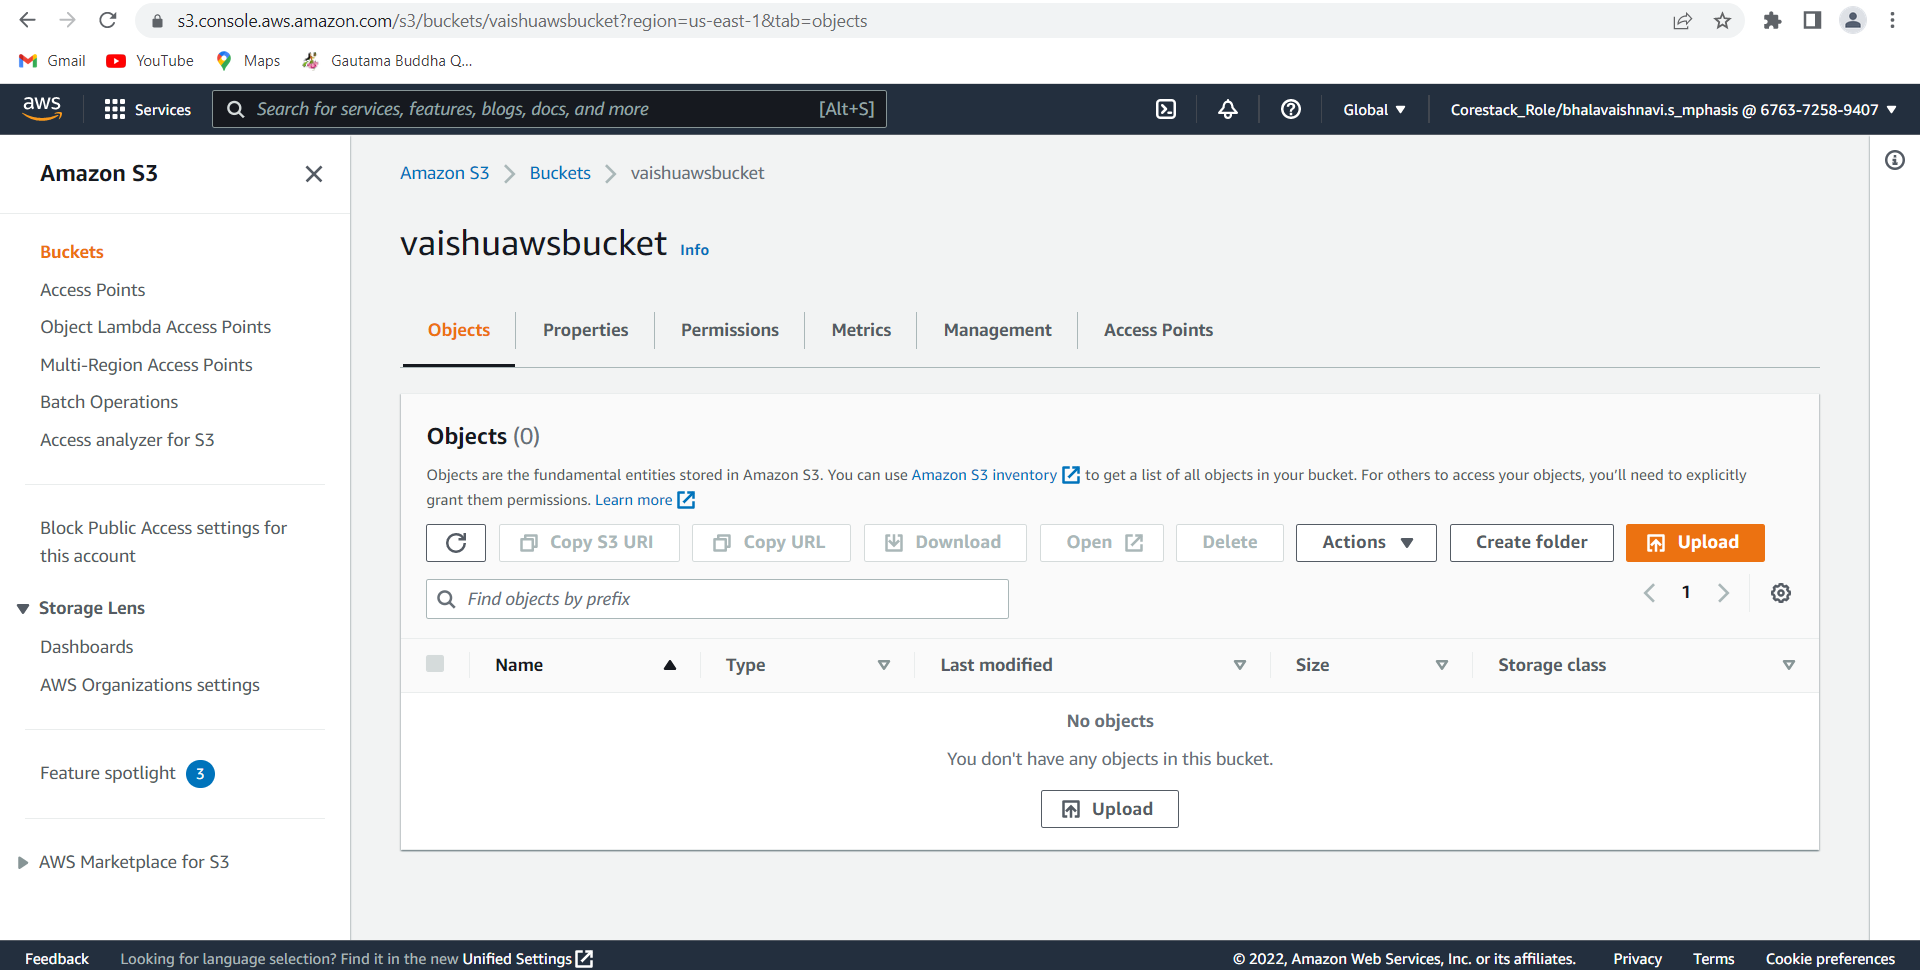 s3.console.aws.amazon.com/s3/buckets/vaishuawsbucket?region=us-east-1&tab=objects
Gmail YouTube Maps Gautama Buddha Q...
aws Services Search for services, features, blogs, docs, and more [Alt+S] Global Corestack_Role/bhalavaishnavi.s_mphasis @ 6763-7258-9407
Amazon S3
Buckets
Access Points
Object Lambda Access Points
Multi-Region Access Points
Batch Operations
Access analyzer for S3
Block Public Access settings for
this account
Storage Lens
Dashboards
AWS Organizations settings
Feature spotlight 3
AWS Marketplace for S3
Amazon S3 Buckets vaishuawsbucket
vaishuawsbucket Info
Objects Properties Permissions Metrics Management Access Points
Objects (0)
Objects are the fundamental entities stored in Amazon S3. You can use Amazon S3 inventory to get a list of all objects in your bucket. For others to access your objects, you’ll need to explicitly
grant them permissions. Learn more
Copy S3 URI Copy URL Download Open Delete Actions Create folder Upload
Find objects by prefix 1
Name Type Last modified Size Storage class
No objects
You don't have any objects in this bucket.
Upload
Feedback Looking for language selection? Find it in the new Unified Settings © 2022, Amazon Web Services, Inc. or its affiliates. Privacy Terms Cookie preferences